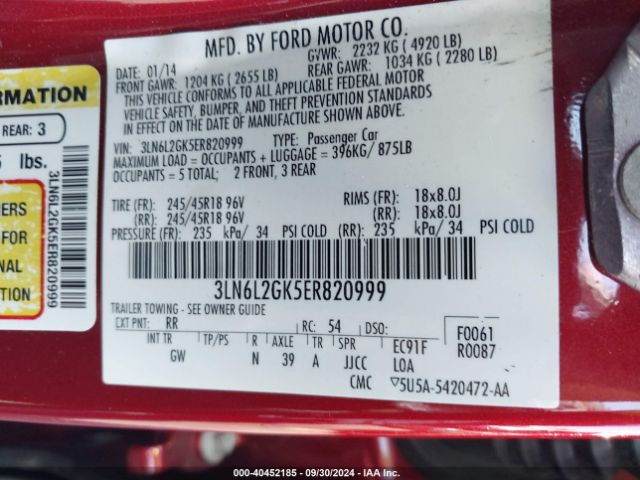 MFD. BY FORD MOTOR CO.
DATE: 01/14
GVWR: 2232 KG ( 4920 LB)
FRONT GAWR: 1204 KG ( 2655 LB)
REAR GAWR: 1034 KG ( 2280 LB)
THIS VEHICLE CONFORMS TO ALL APPLICABLE FEDERAL MOTOR
VEHICLE SAFETY, BUMPER, AND THEFT PREVENTION STANDARDS
IN EFFECT ON THE DATE OF MANUFACTURE SHOWN ABOVE.
VIN: 3LN6L2GK5ER820999 TYPE: Passenger Car
MAXIMUM LOAD = OCCUPANTS + LUGGAGE = 396KG/ 875LB
OCCUPANTS = 5 TOTAL; 2 FRONT, 3 REAR
TIRE (FR): 245/45R18 96V RIMS (FR): 18x8.0J
(RR): 245/45R18 96V (RR): 18x8.0J
PRESSURE (FR): 235 kPa/ 34 PSI COLD (RR): 235 kPa/ 34 PSI COLD
3LN6L2GK5ER820999
TRAILER TOWING - SEE OWNER GUIDE
EXT PNT: RR RC: 54 DSO:
F0061
R0087
INT TR TP/PS R AXLE TR SPR EC91F
GW N 39 A JJCC LOA
CMC 5U5A-5420472-AA
ORMATION
REAR: 3
lbs.
3LN6L2GK5ER820999
FOR
000-40452185 - 09/30/2024 - IAA Inc.